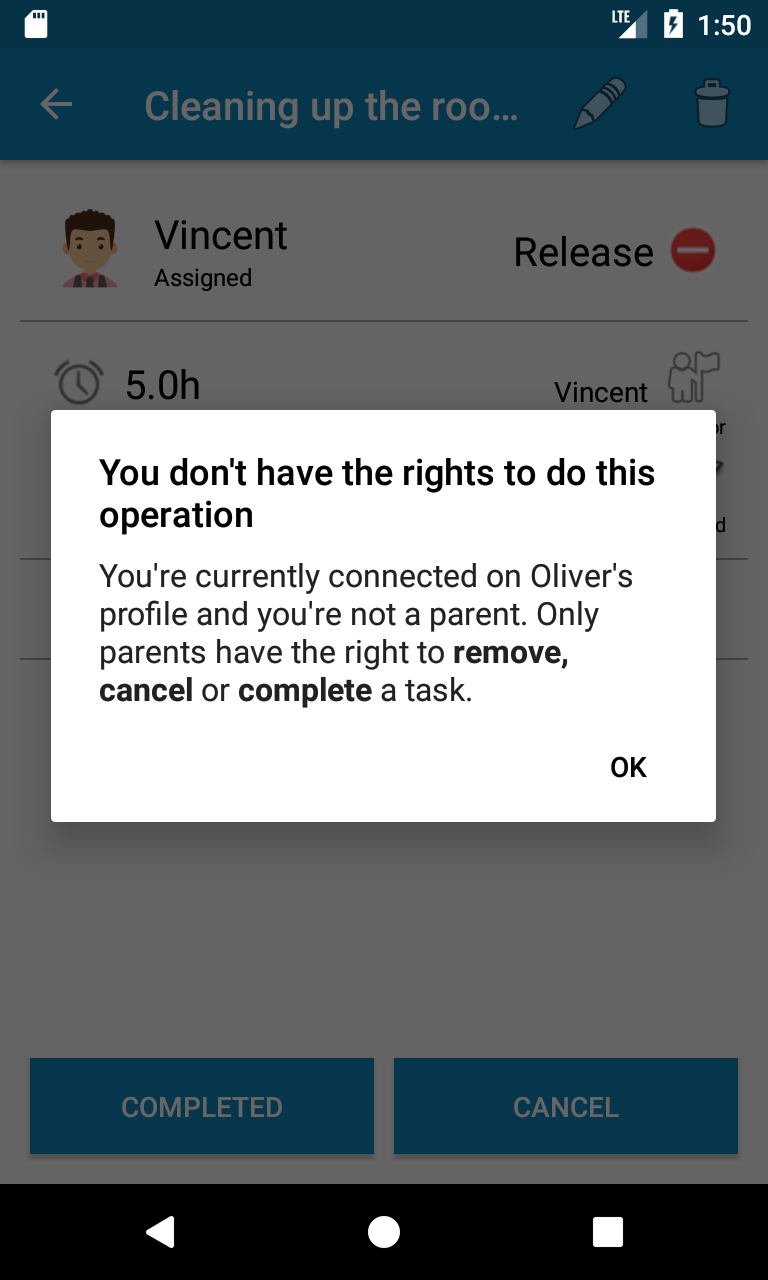 LTE 1:50
Cleaning up the roo…
Vincent
Assigned
Release
5.0h
Vincent
or
d
You don't have the rights to do this
operation
You're currently connected on Oliver's
profile and you're not a parent. Only
parents have the right to remove,
cancel or complete a task.
OK
COMPLETED
CANCEL